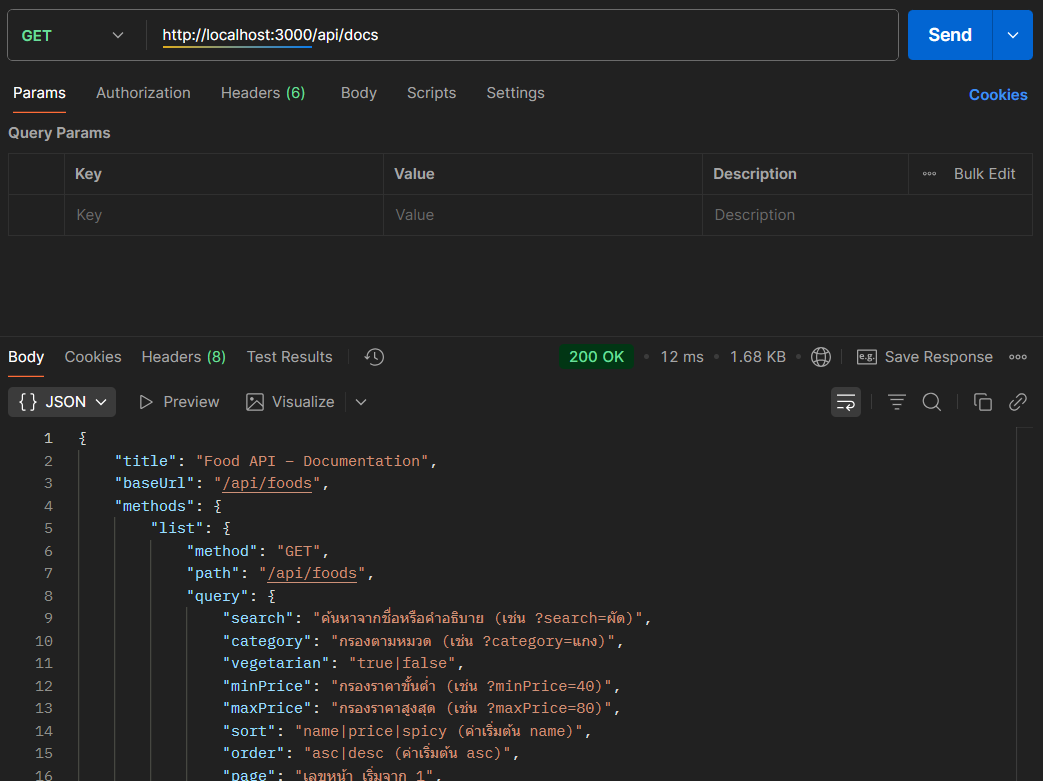 GET http://localhost:3000/api/docs Send
Params Authorization Headers (6) Body Scripts Settings Cookies
Query Params
Key Value Description Bulk Edit
Key Value Description
Body Cookies Headers (8) Test Results 200 OK • 12 ms • 1.68 KB • e.g. Save Response
{} JSON Preview Visualize
1 {
2 "title": "Food API — Documentation",
3 "baseUrl": "/api/foods",
4 "methods": {
5 "list": {
6 "method": "GET",
7 "path": "/api/foods",
8 "query": {
9 "search": "ค้นหาจากชื่อหรือคำอธิบาย (เช่น ?search=ผัด)",
10 "category": "กรองตามหมวด (เช่น ?category=แกง)",
11 "vegetarian": "true|false",
12 "minPrice": "กรองราคาขั้นต่ำ (เช่น ?minPrice=40)",
13 "maxPrice": "กรองราคาสูงสุด (เช่น ?maxPrice=80)",
14 "sort": "name|price|spicy (ค่าเริ่มต้น name)",
15 "order": "asc|desc (ค่าเริ่มต้น asc)",
16 "page": "เลขหน้า เริ่มจาก 1",